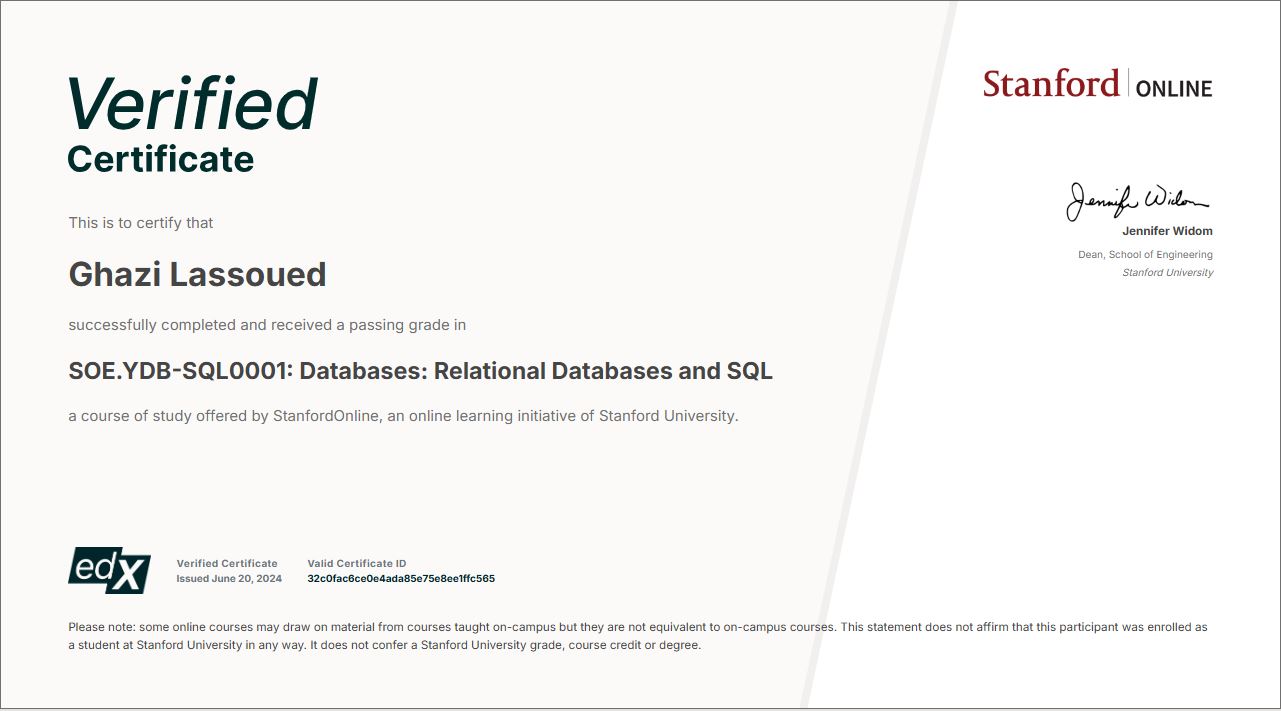 Verified
Certificate
This is to certify that
Ghazi Lassoued
successfully completed and received a passing grade in
SOE.YDB-SQL0001: Databases: Relational Databases and SQL
a course of study offered by StanfordOnline, an online learning initiative of Stanford University.
Stanford ONLINE
Jennifer Widom
Jennifer Widom
Dean, School of Engineering
Stanford University
edX
Verified Certificate
Issued June 20, 2024
Valid Certificate ID
32c0fac6ce0e4ada85e75e8ee1ffc565
Please note: some online courses may draw on material from courses taught on-campus but they are not equivalent to on-campus courses. This statement does not affirm that this participant was enrolled as
a student at Stanford University in any way. It does not confer a Stanford University grade, course credit or degree.